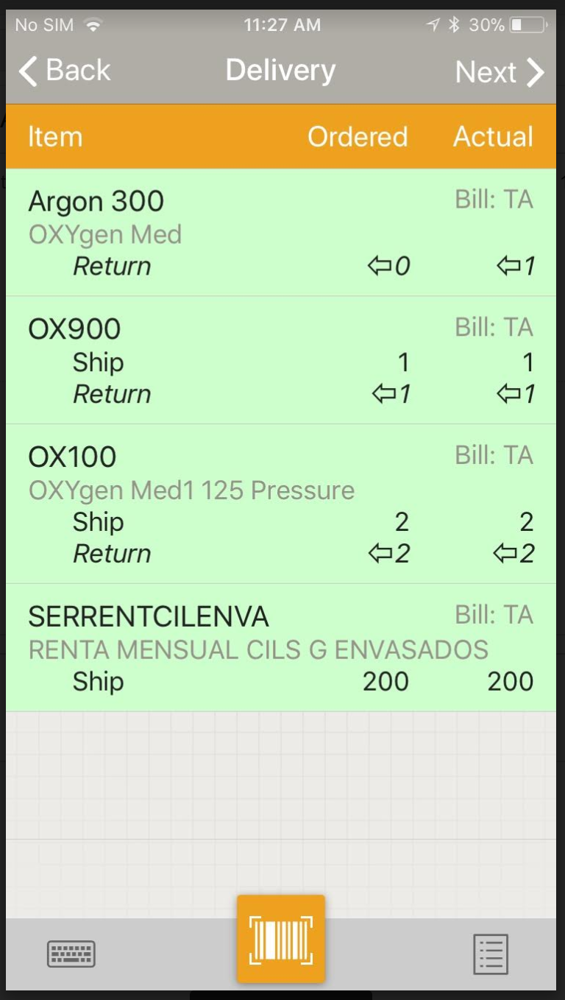 No SIM 11:27 AM 30%
Back Delivery Next
Item Ordered Actual
Argon 300 Bill: TA
OXYgen Med
Return ⇦0 ⇦1
OX900 Bill: TA
Ship 1 1
Return ⇦1 ⇦1
OX100 Bill: TA
OXYgen Med1 125 Pressure
Ship 2 2
Return ⇦2 ⇦2
SERRENTCILENVA Bill: TA
RENTA MENSUAL CILS G ENVASADOS
Ship 200 200